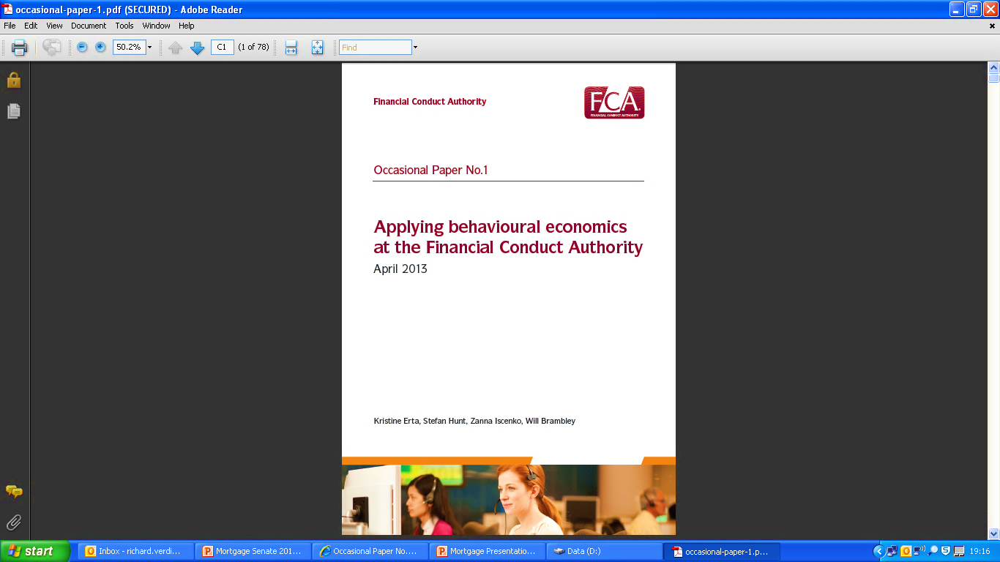 occasional-paper-1.pdf (SECURED) - Adobe Reader
File Edit View Document Tools Window Help
50.2% C1 (1 of 78) Find
Financial Conduct Authority
FCA
FINANCIAL CONDUCT AUTHORITY
Occasional Paper No.1
Applying behavioural economics
at the Financial Conduct Authority
April 2013
Kristine Erta, Stefan Hunt, Zanna Iscenko, Will Brambley
start Inbox - richard.verdi... Mortgage Senate 201... Occasional Paper No.... Mortgage Presentatio... Data (D:) occasional-paper-1.p... 19:16